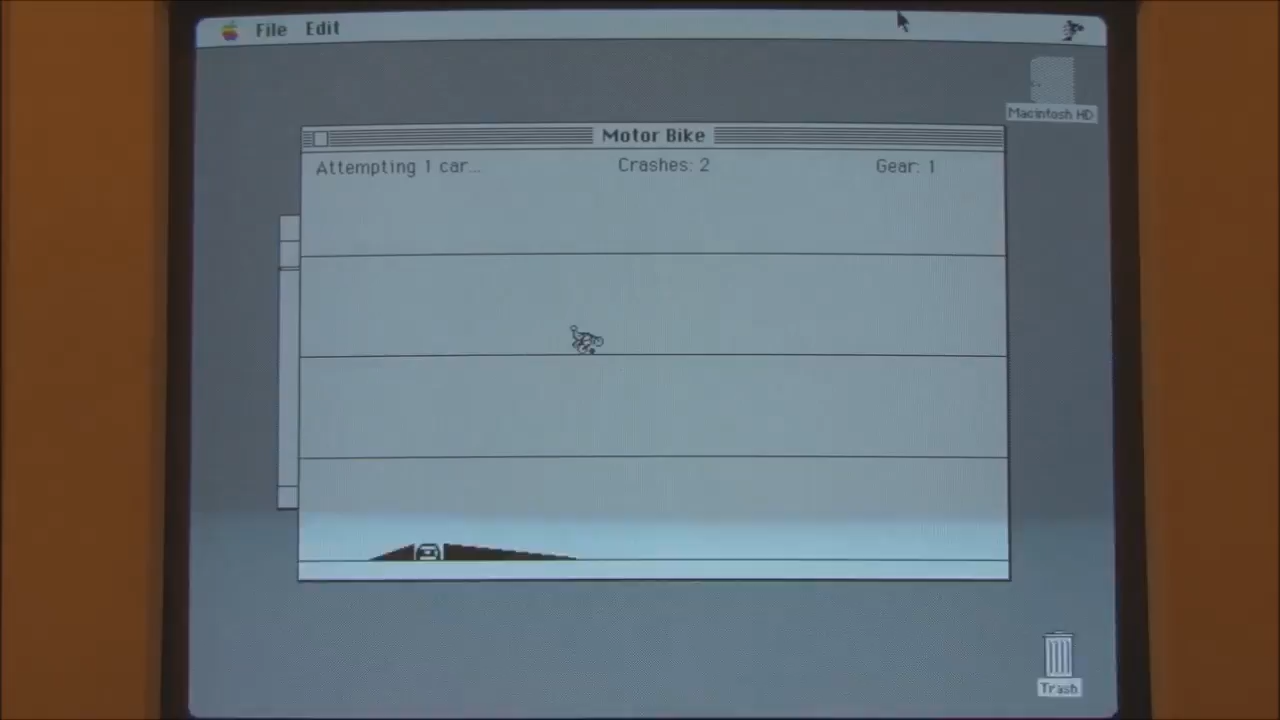 File Edit
Macintosh HD
Motor Bike
Attempting 1 car... Crashes: 2 Gear: 1
Trash